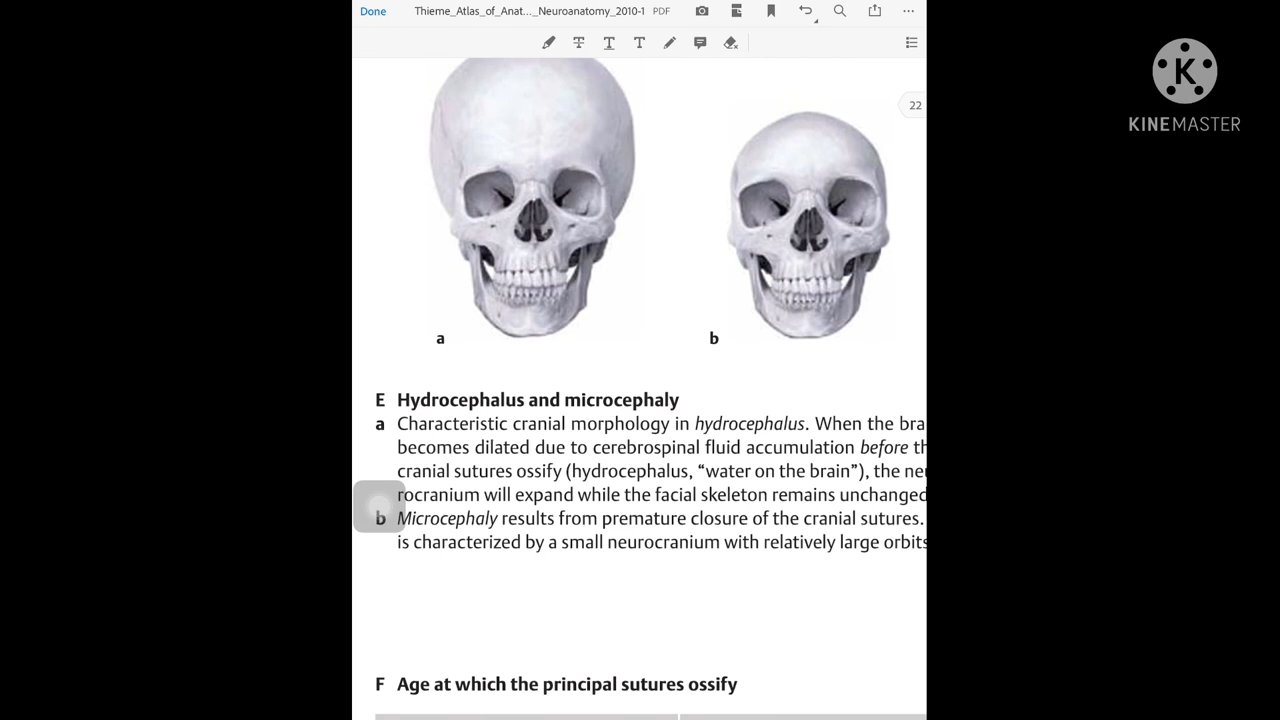 Done Thieme_Atlas_of_Anat..._Neuroanatomy_2010-1 PDF
K
KINEMASTER
22
a b
E Hydrocephalus and microcephaly
a Characteristic cranial morphology in hydrocephalus. When the bra
becomes dilated due to cerebrospinal fluid accumulation before th
cranial sutures ossify (hydrocephalus, “water on the brain”), the neu
rocranium will expand while the facial skeleton remains unchanged
b Microcephaly results from premature closure of the cranial sutures.
is characterized by a small neurocranium with relatively large orbits
F Age at which the principal sutures ossify